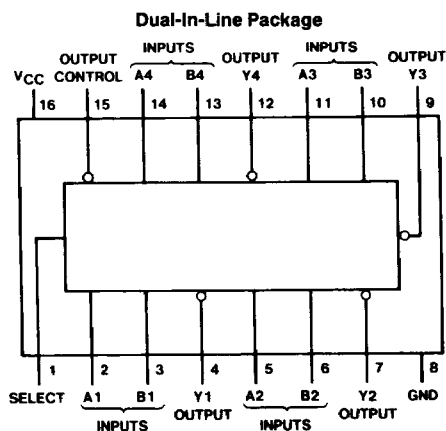 Dual-In-Line Package
OUTPUT INPUTS OUTPUT INPUTS OUTPUT
VCC CONTROL A4 B4 Y4 A3 B3 Y3
16 15 14 13 12 11 10 9
1 2 3 4 5 6 7 8
SELECT A1 B1 Y1 A2 B2 Y2 GND
INPUTS OUTPUT INPUTS OUTPUT